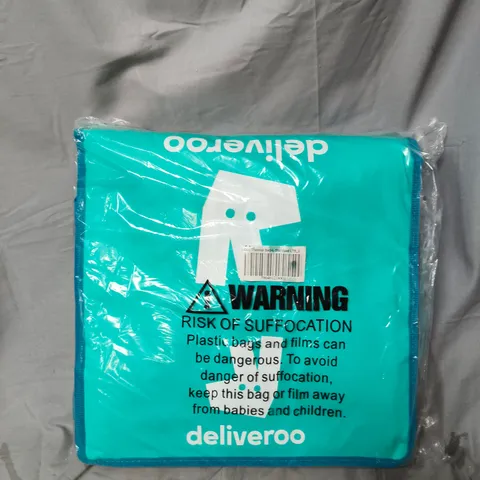 deliveroo
WARNING
RISK OF SUFFOCATION
Plastic bags and films can
be dangerous. To avoid
danger of suffocation,
keep this bag or film away
from babies and children.
deliveroo